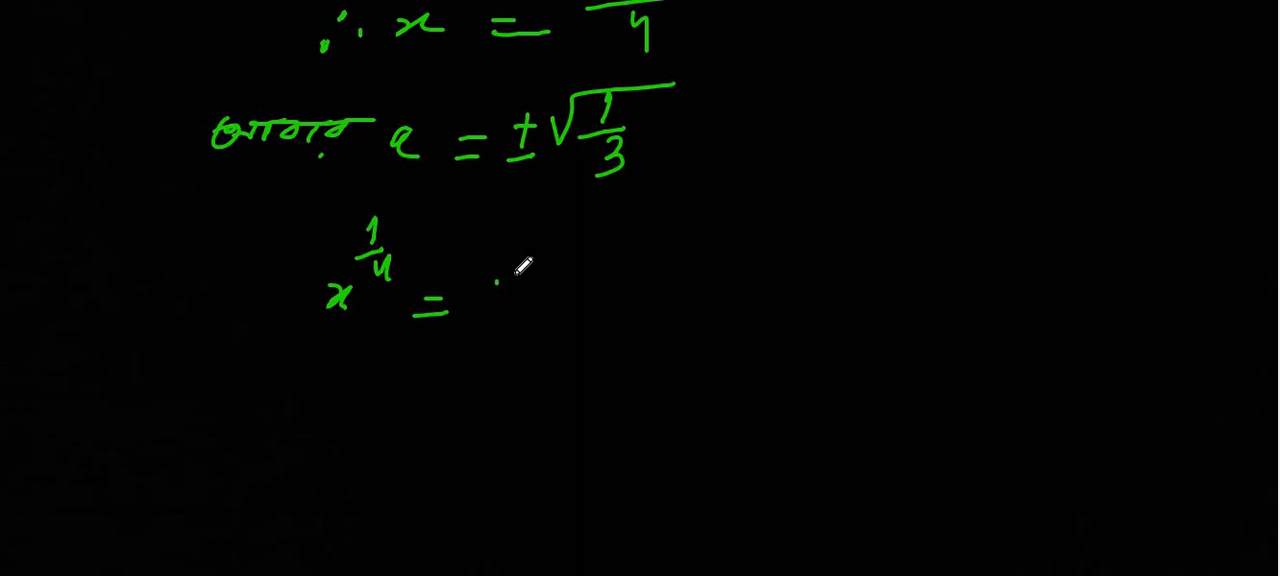 ∴ x = /4
আবার, a = ±√(1/3)
x^(1/4) =